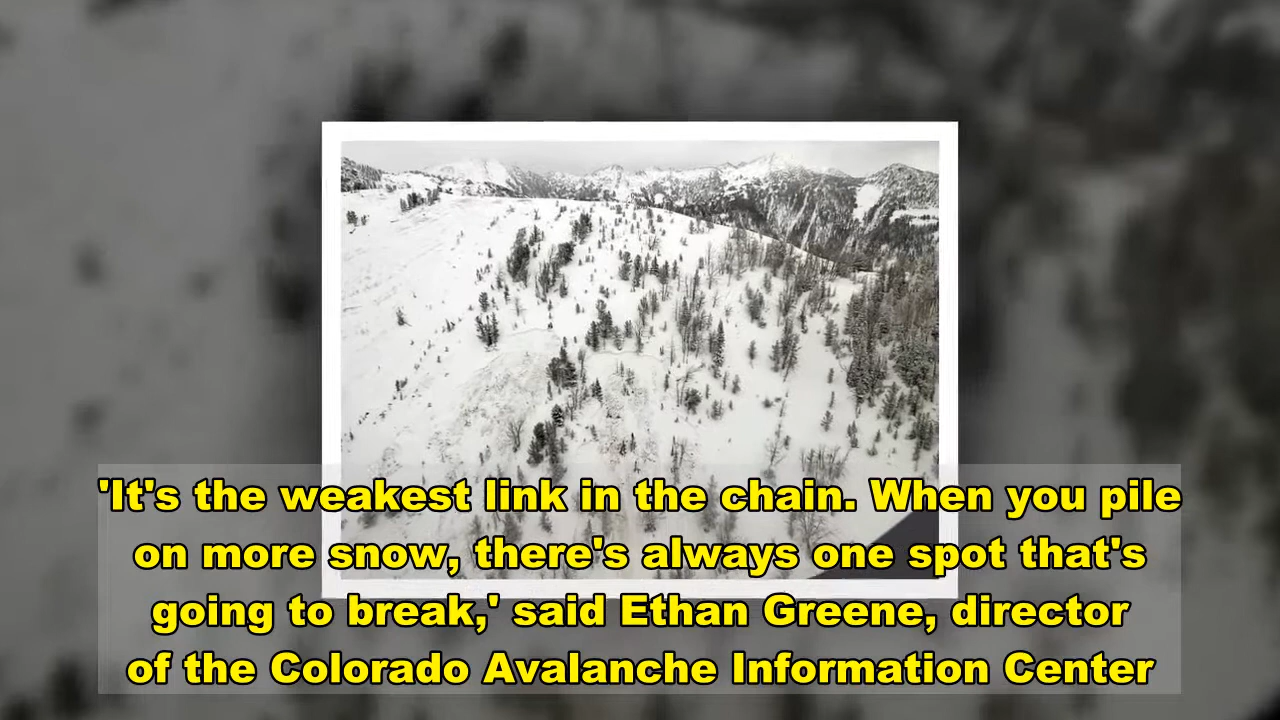 'It's the weakest link in the chain. When you pile
on more snow, there's always one spot that's
going to break,' said Ethan Greene, director
of the Colorado Avalanche Information Center